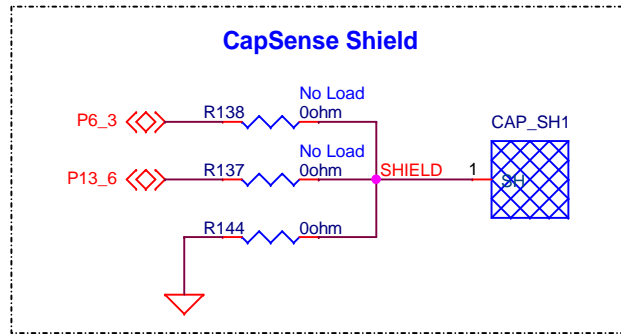 CapSense Shield
No Load
P6_3 R138 0ohm
CAP_SH1
No Load
P13_6 R137 0ohm SHIELD 1 SH
R144 0ohm